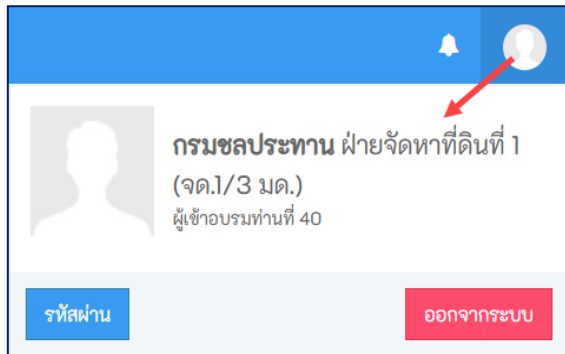 กรมชลประทาน ฝ่ายจัดหาที่ดินที่ 1
(จด.1/3 มด.)
ผู้เข้าอบรมท่านที่ 40
รหัสผ่าน
ออกจากระบบ